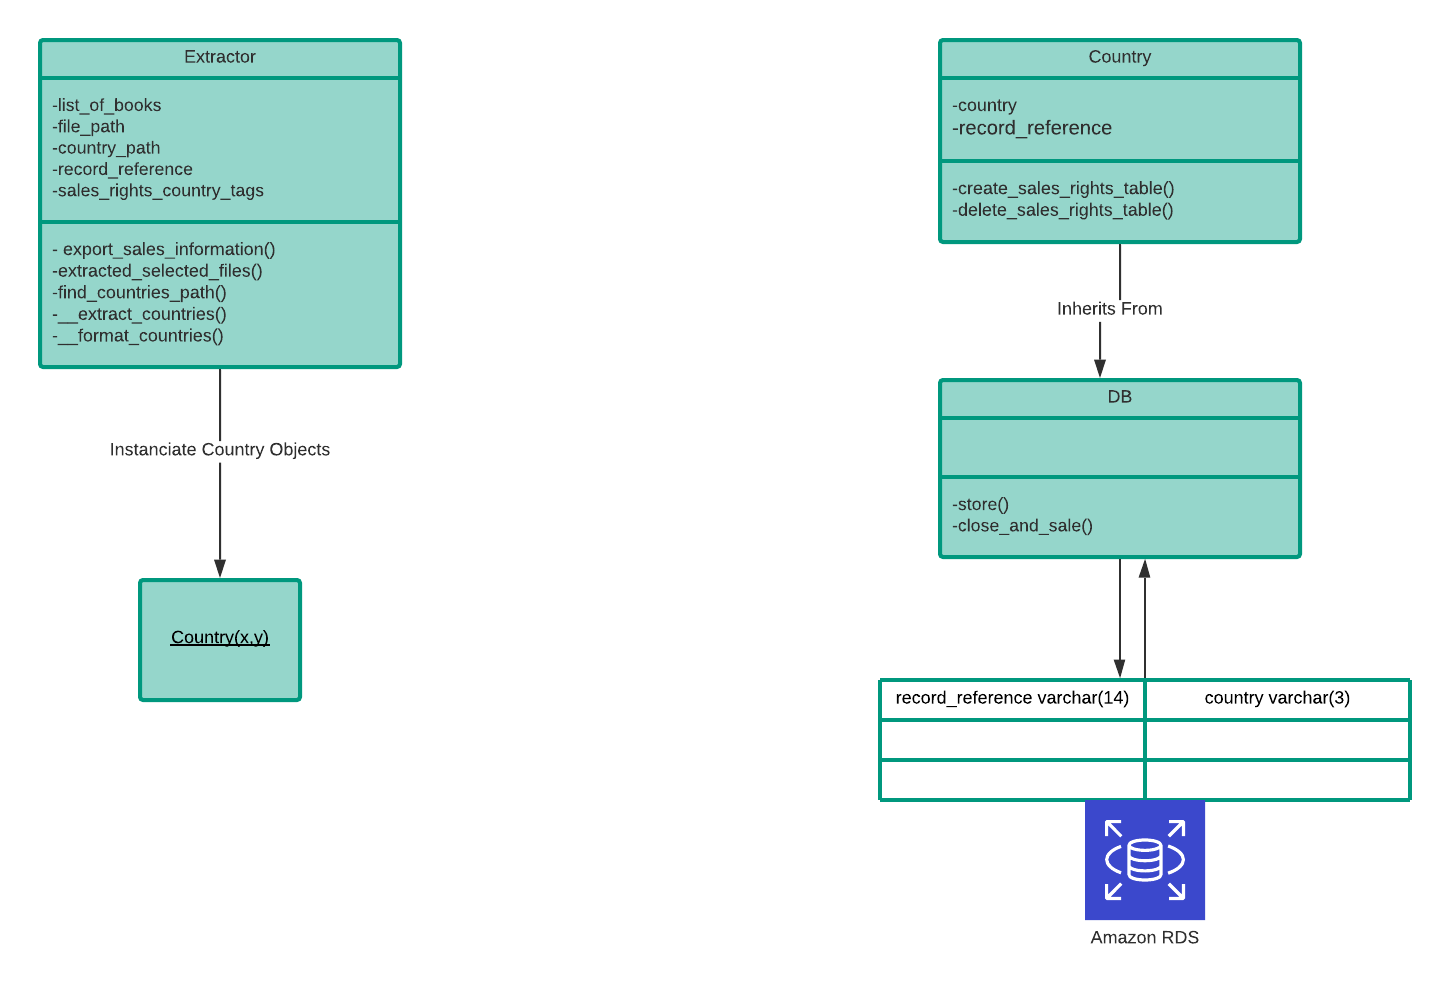 Extractor
-list_of_books
-file_path
-country_path
-record_reference
-sales_rights_country_tags
- export_sales_information()
-extracted_selected_files()
-find_countries_path()
-__extract_countries()
-__format_countries()
Instanciate Country Objects
Country(x,y)
Country
-country
-record_reference
-create_sales_rights_table()
-delete_sales_rights_table()
Inherits From
DB
-store()
-close_and_sale()
record_reference varchar(14)
country varchar(3)
Amazon RDS